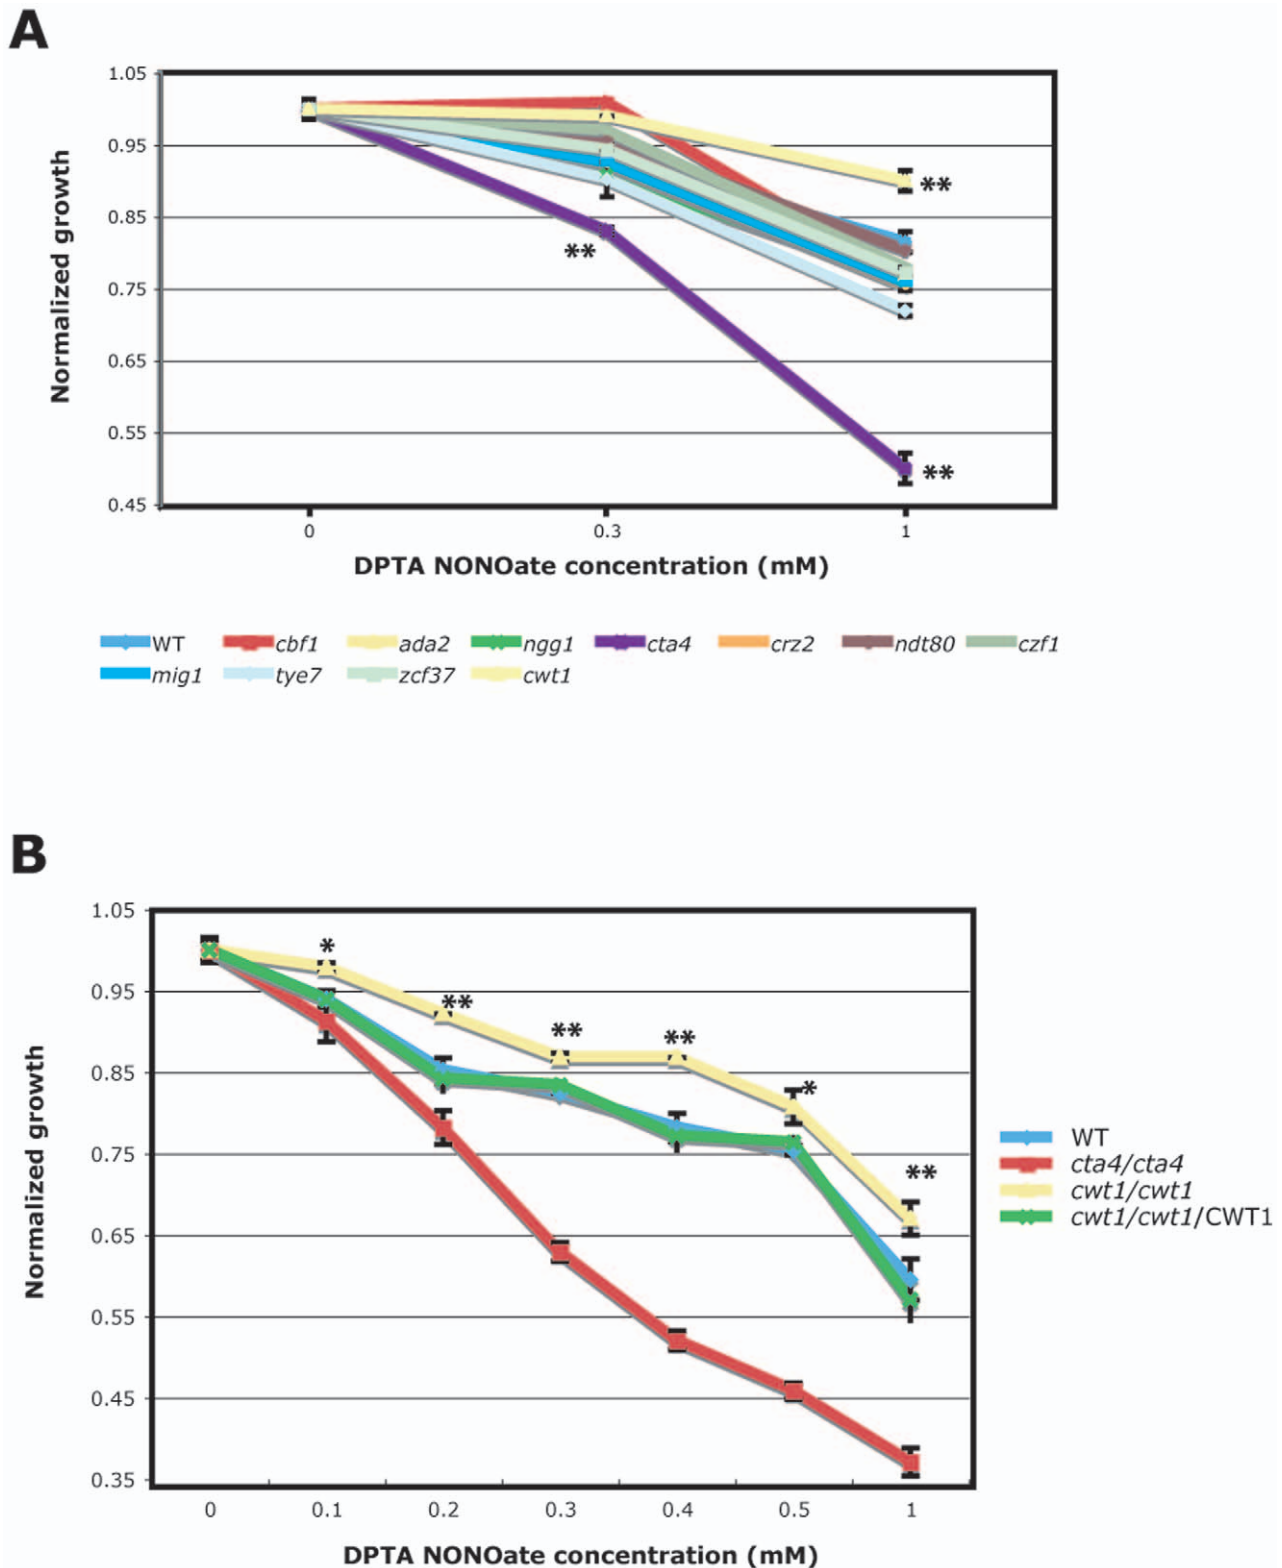 A
1.05
0.95
0.85
0.75
0.65
0.55
0.45
Normalized growth
**
**
**
0 0.3 1
DPTA NONOate concentration (mM)
WT cbf1 ada2 ngg1 cta4 crz2 ndt80 czf1
mig1 tye7 zcf37 cwt1
B
1.05
0.95
0.85
0.75
0.65
0.55
0.45
0.35
Normalized growth
*
**
**
**
*
**
WT
cta4/cta4
cwt1/cwt1
cwt1/cwt1/CWT1
0 0.1 0.2 0.3 0.4 0.5 1
DPTA NONOate concentration (mM)